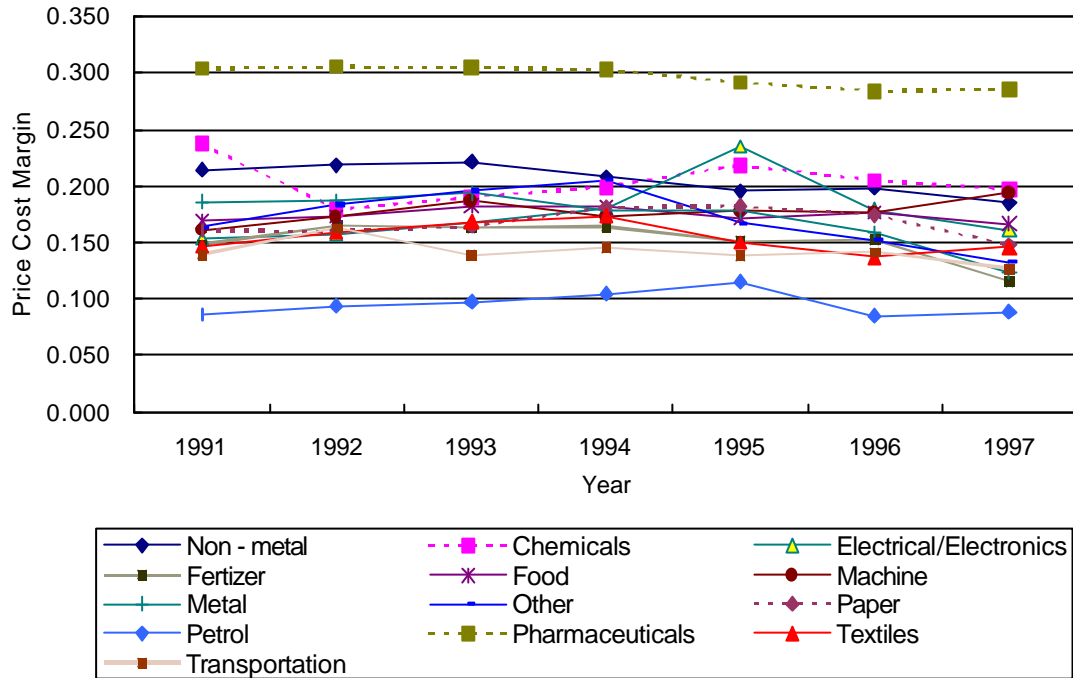 0.350
0.300
0.250
0.200
0.150
0.100
0.050
0.000
Price Cost Margin
1991 1992 1993 1994 1995 1996 1997
Year
Non - metal Chemicals Electrical/Electronics
Fertizer Food Machine
Metal Other Paper
Petrol Pharmaceuticals Textiles
Transportation